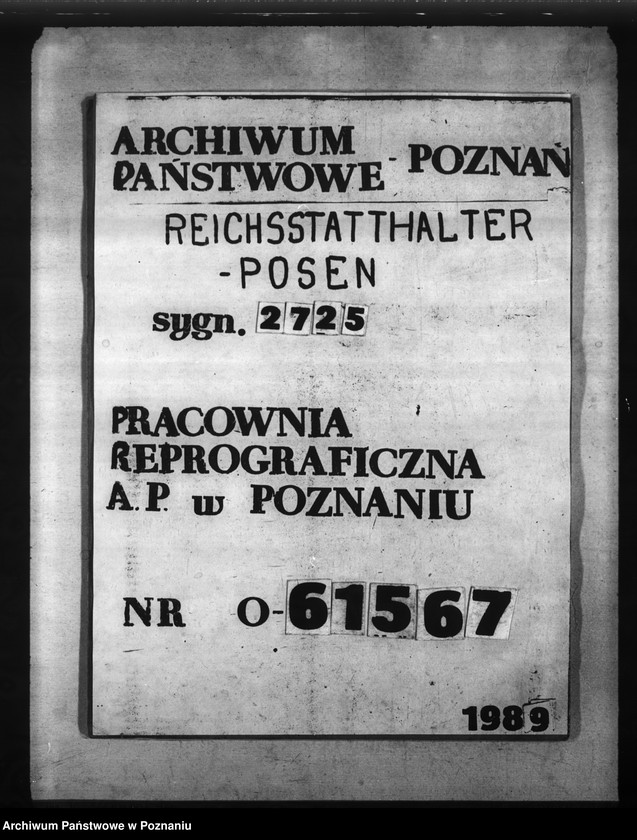 ARCHIWUM
PAŃSTWOWE - POZNAŃ
REICHSSTATTHALTER
-POSEN
sygn. 2725
PRACOWNIA
REPROGRAFICZNA
A.P. w POZNANIU
NR O-61567
1989
Archiwum Państwowe w Poznaniu